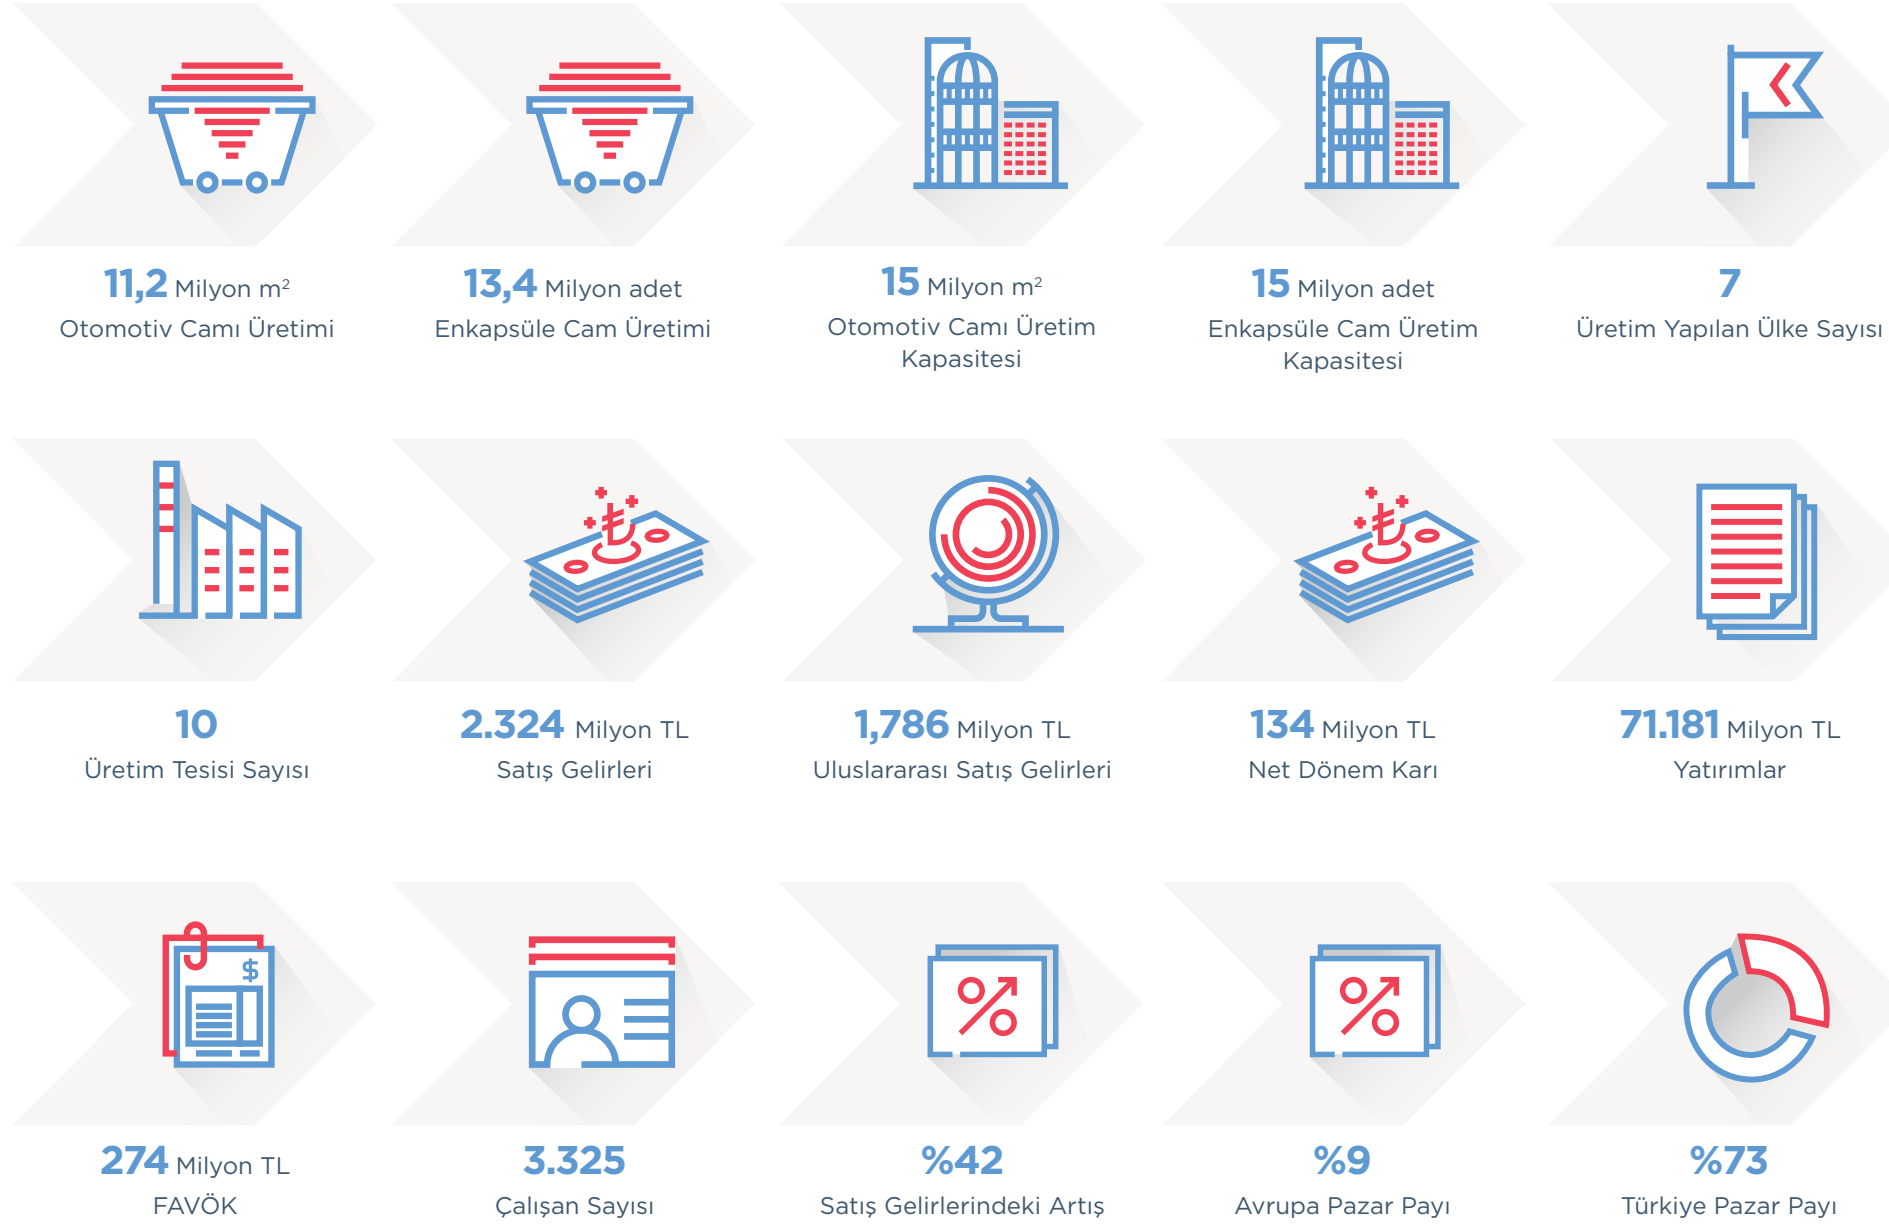 11,2 Milyon m²
Otomotiv Camı Üretimi
13,4 Milyon adet
Enkapsüle Cam Üretimi
15 Milyon m²
Otomotiv Camı Üretim
Kapasitesi
15 Milyon adet
Enkapsüle Cam Üretim
Kapasitesi
7
Üretim Yapılan Ülke Sayısı
10
Üretim Tesisi Sayısı
2.324 Milyon TL
Satış Gelirleri
1,786 Milyon TL
Uluslararası Satış Gelirleri
134 Milyon TL
Net Dönem Karı
71.181 Milyon TL
Yatırımlar
$
274 Milyon TL
FAVÖK
3.325
Çalışan Sayısı
%42
Satış Gelirlerindeki Artış
%9
Avrupa Pazar Payı
%73
Türkiye Pazar Payı